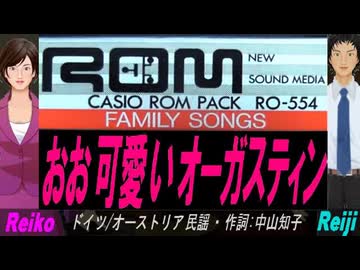 ROM
NEW
SOUND MEDIA
CASIO ROM PACK RO-554
FAMILY SONGS
おお可愛いオーガスティン
Reiko
ドイツ/オーストリア民謡・作詞:中山知子
Reiji